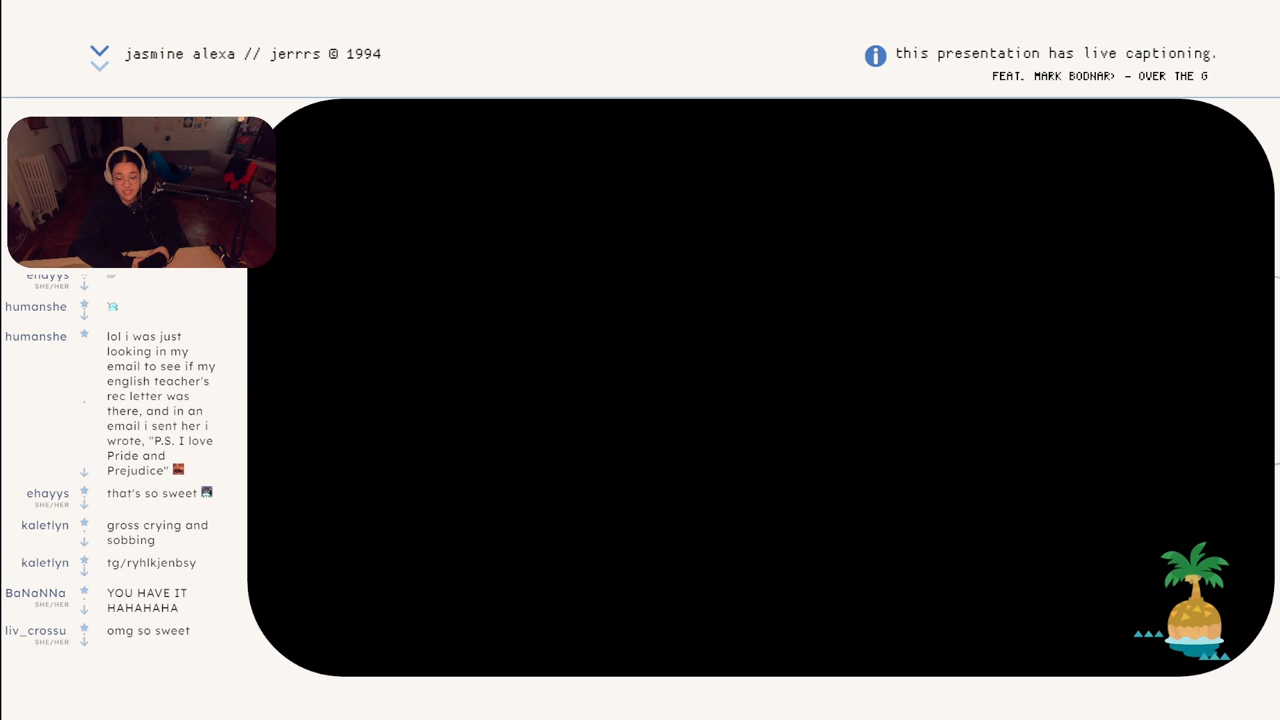 jasmine alexa // jerrrs © 1994
this presentation has live captioning.
FEAT. MARK BODNAR> - OVER THE G
ehayys
SHE/HER
humanshe
humanshe
lol i was just
looking in my
email to see if my
english teacher's
rec letter was
there, and in an
email i sent her i
wrote, "P.S. I love
Pride and
Prejudice"
ehayys
that's so sweet
SHE/HER
kaletlyn
gross crying and
sobbing
kaletlyn
tg/ryhlkjenbsy
BaNaNNa
YOU HAVE IT
SHE/HER
HAHAHAHA
liv_crossu
omg so sweet
SHE/HER